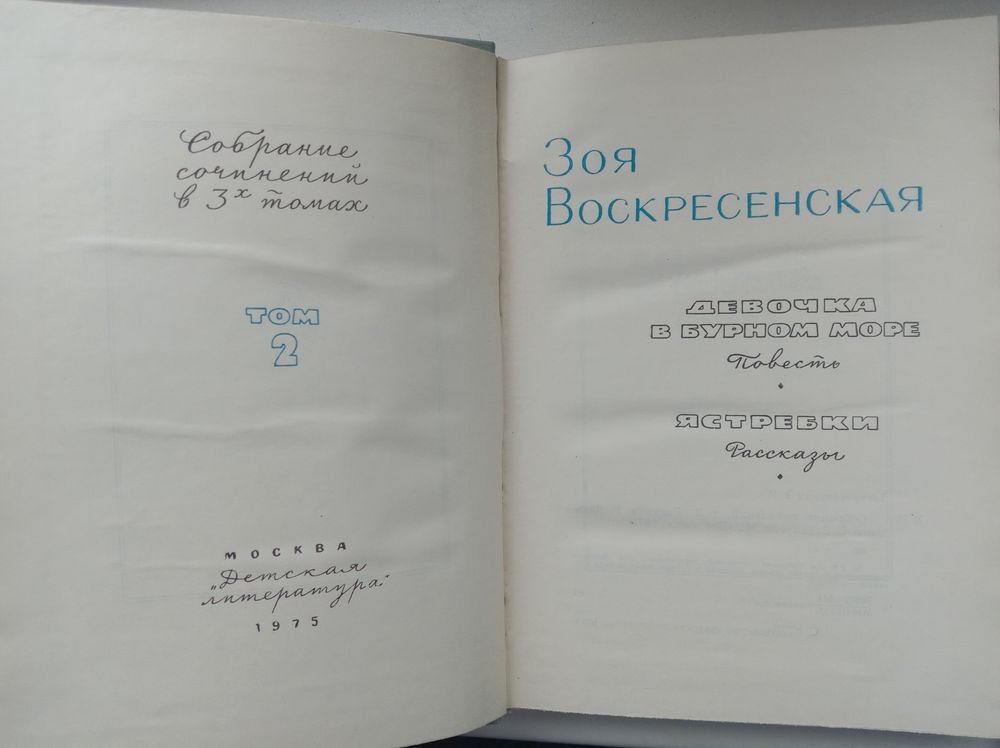 Собрание
сочинений
в 3х томах
ТОМ
2
МОСКВА
„Детская
литература"
1975
Зоя
Воскресенская
ДЕВОЧКА
В БУРНОМ МОРЕ
Повесть
ЯСТРЕБКИ
Рассказы